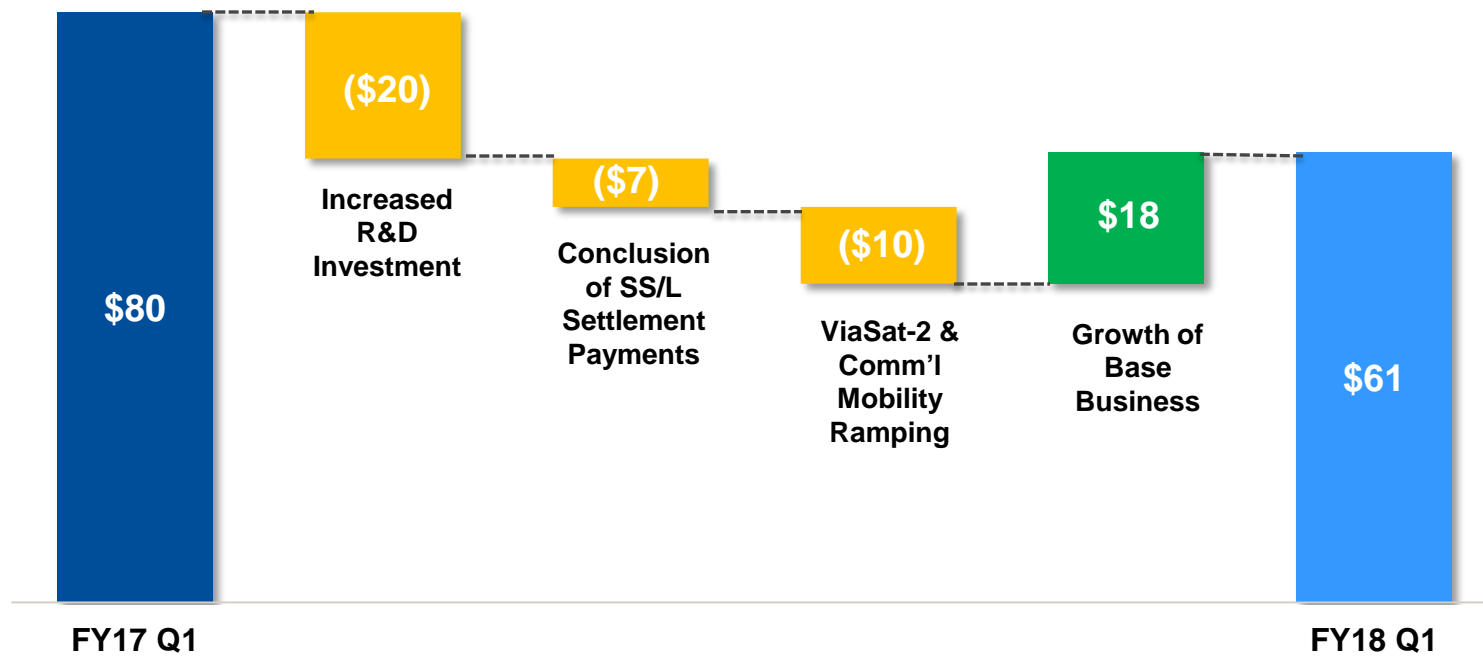 $80
($20)
Increased
R&D
Investment
($7)
Conclusion
of SS/L
Settlement
Payments
($10)
ViaSat-2 &
Comm’l
Mobility
Ramping
$18
Growth of
Base
Business
$61
FY17 Q1
FY18 Q1